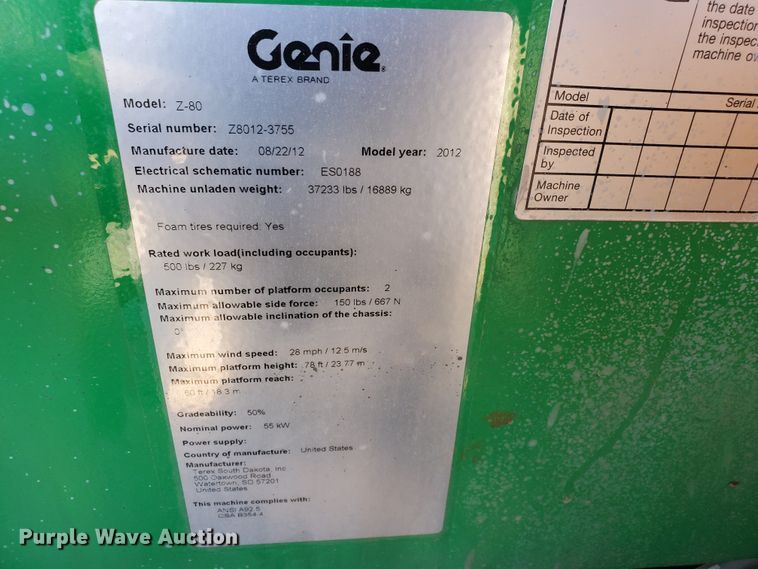 Genie
A TEREX BRAND
Model: Z-80
Serial number: Z8012-3755
Manufacture date: 08/22/12 Model year: 2012
Electrical schematic number: ES0188
Machine unladen weight: 37233 lbs / 16889 kg
Foam tires required: Yes
Rated work load(including occupants):
500 lbs / 227 kg
Maximum number of platform occupants: 2
Maximum allowable side force: 150 lbs / 667 N
Maximum allowable inclination of the chassis:
0°
Maximum wind speed: 28 mph / 12.5 m/s
Maximum platform height: 78 ft / 23.77 m
Maximum platform reach:
60 ft / 18.3 m
Gradeability: 50%
Nominal power: 55 kW
Power supply:
Country of manufacture: United States
Manufacturer:
Terex South Dakota, Inc
500 Oakwood Road
Watertown, SD 57201
United States
This machine complies with:
ANSI A92.5
CSA B354.4
the date
inspection
the inspec
machine ow
Model Serial
Date of
Inspection
Inspected
by
Machine
Owner
Purple Wave Auction